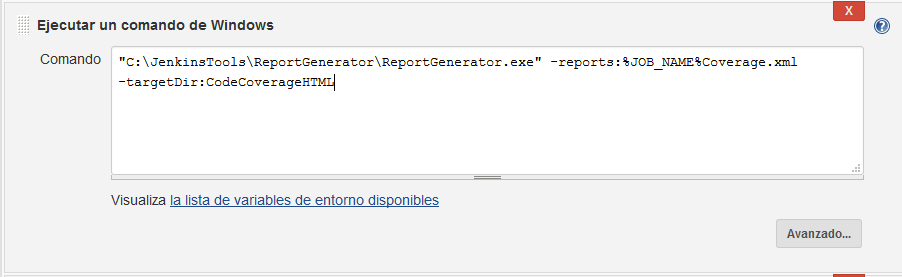 X
Ejecutar un comando de Windows
?
Comando
"C:\JenkinsTools\ReportGenerator\ReportGenerator.exe" -reports:%JOB_NAME%Coverage.xml
-targetDir:CodeCoverageHTML
Visualiza la lista de variables de entorno disponibles
Avanzado...